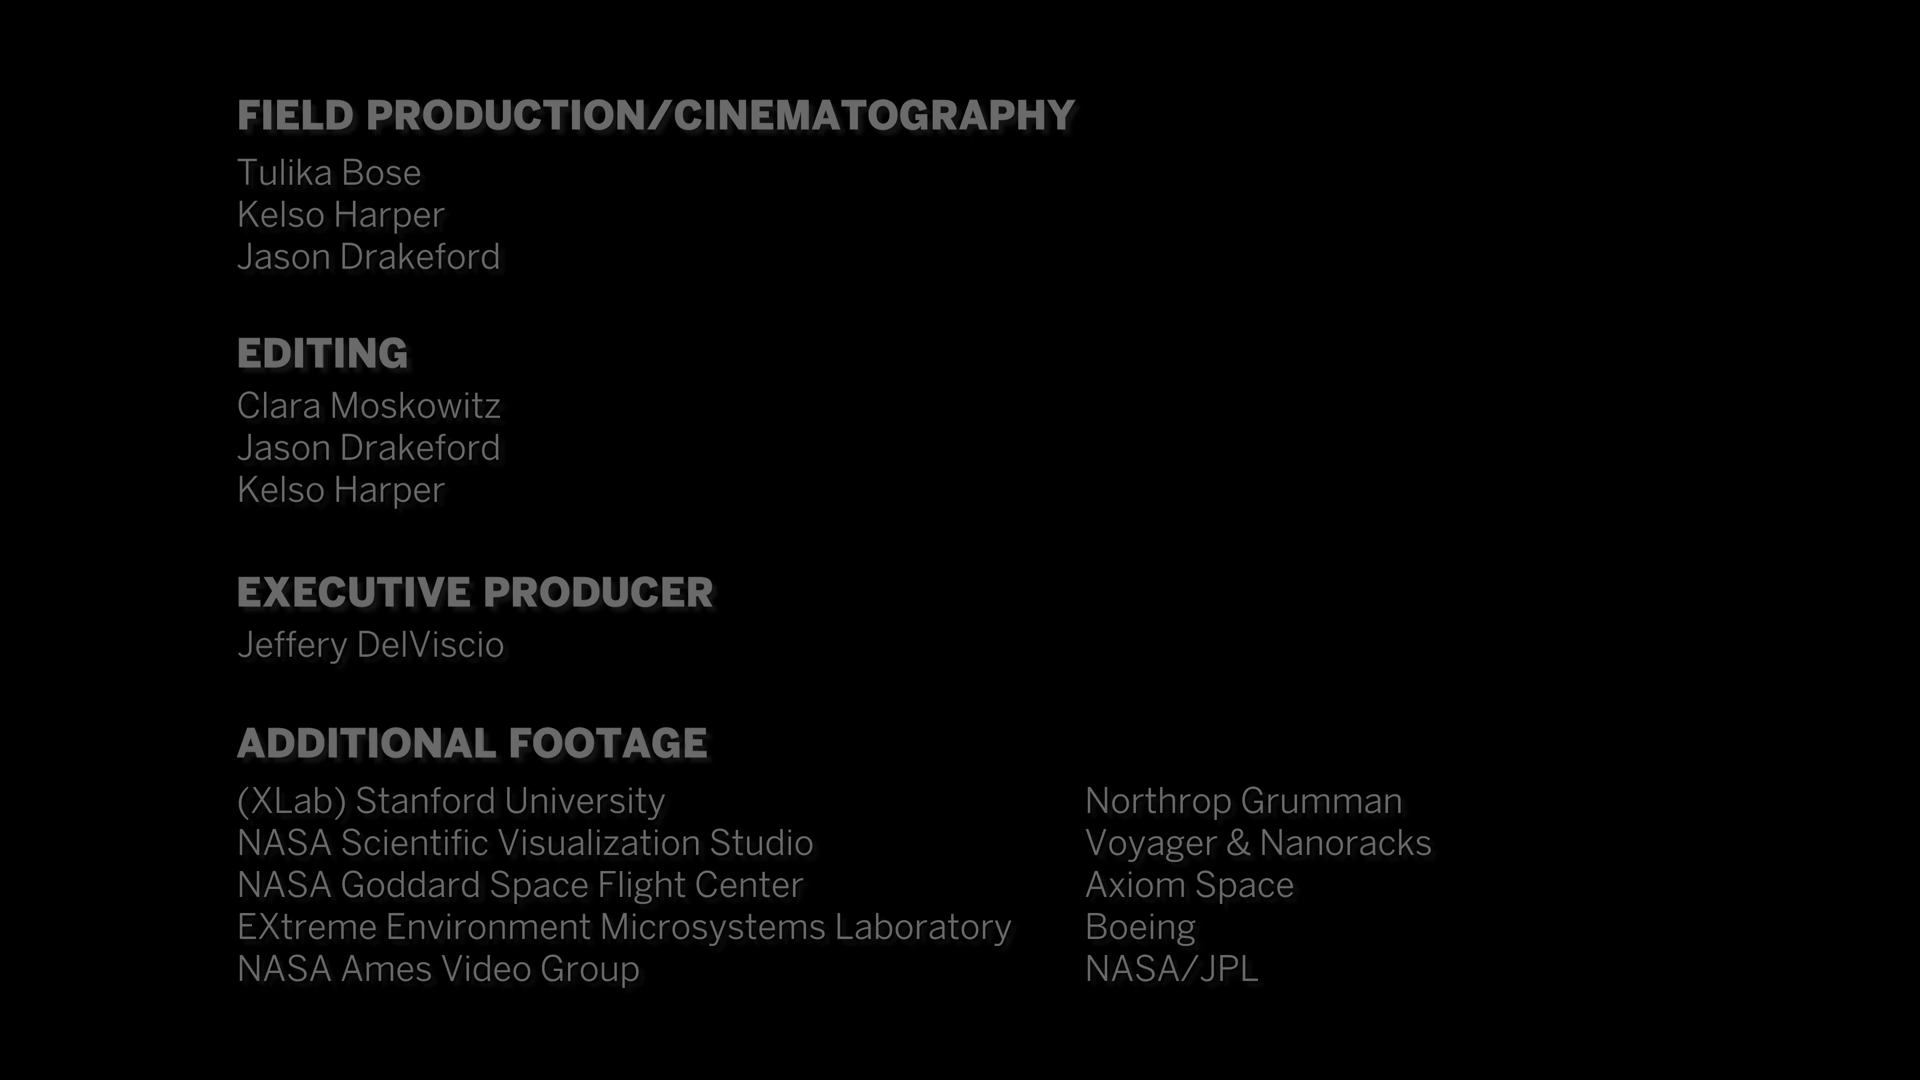 FIELD PRODUCTION/CINEMATOGRAPHY
Tulika Bose
Kelso Harper
Jason Drakeford
EDITING
Clara Moskowitz
Jason Drakeford
Kelso Harper
EXECUTIVE PRODUCER
Jeffery DelViscio
ADDITIONAL FOOTAGE
(XLab) Stanford University
NASA Scientific Visualization Studio
NASA Goddard Space Flight Center
EXtreme Environment Microsystems Laboratory
NASA Ames Video Group
Northrop Grumman
Voyager & Nanoracks
Axiom Space
Boeing
NASA/JPL